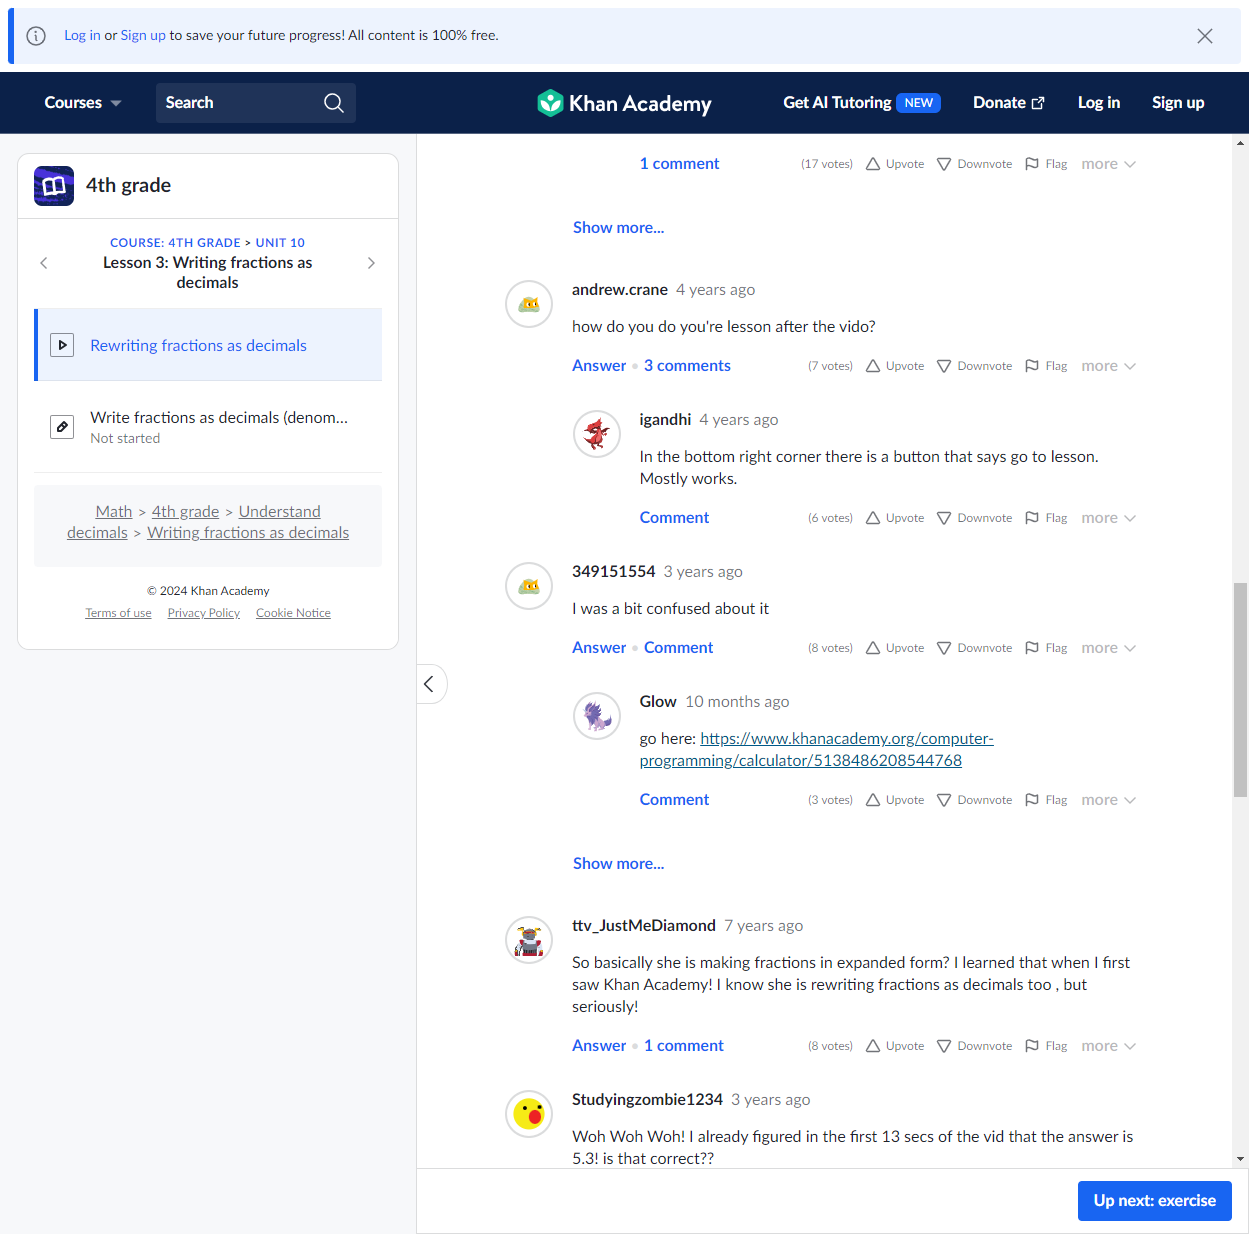 Log in or Sign up to save your future progress! All content is 100% free.
Courses
Search
Khan Academy
Get AI Tutoring NEW
Donate
Log in
Sign up
4th grade
COURSE: 4TH GRADE > UNIT 10
Lesson 3: Writing fractions as
decimals
Rewriting fractions as decimals
Write fractions as decimals (denom...
Not started
Math > 4th grade > Understand
decimals > Writing fractions as decimals
© 2024 Khan Academy
Terms of use Privacy Policy Cookie Notice
1 comment (17 votes) Upvote Downvote Flag more
Show more...
andrew.crane 4 years ago
how do you do you're lesson after the vido?
Answer • 3 comments (7 votes) Upvote Downvote Flag more
igandhi 4 years ago
In the bottom right corner there is a button that says go to lesson.
Mostly works.
Comment (6 votes) Upvote Downvote Flag more
349151554 3 years ago
I was a bit confused about it
Answer • Comment (8 votes) Upvote Downvote Flag more
Glow 10 months ago
go here: https://www.khanacademy.org/computer-
programming/calculator/5138486208544768
Comment (3 votes) Upvote Downvote Flag more
Show more...
ttv_JustMeDiamond 7 years ago
So basically she is making fractions in expanded form? I learned that when I first
saw Khan Academy! I know she is rewriting fractions as decimals too , but
seriously!
Answer • 1 comment (8 votes) Upvote Downvote Flag more
Studyingzombie1234 3 years ago
Woh Woh Woh! I already figured in the first 13 secs of the vid that the answer is
5.3! is that correct??
Up next: exercise